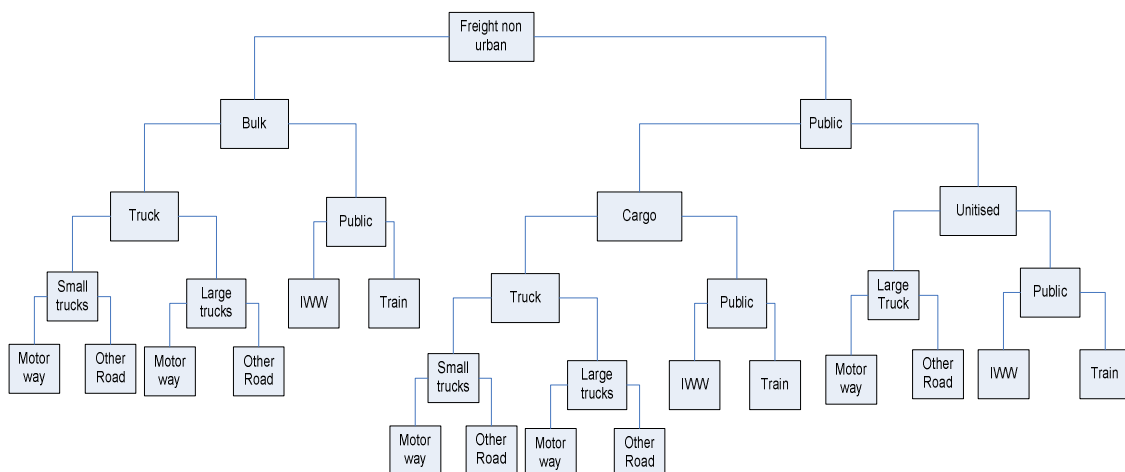 Freight non
urban
Bulk
Public
Truck
Public
Cargo
Unitised
Small
trucks
Large
trucks
IWW
Train
Truck
Public
Large
Truck
Public
Motor
way
Other
Road
Motor
way
Other
Road
Small
trucks
Large
trucks
IWW
Train
Motor
way
Other
Road
IWW
Train
Motor
way
Other
Road
Motor
way
Other
Road